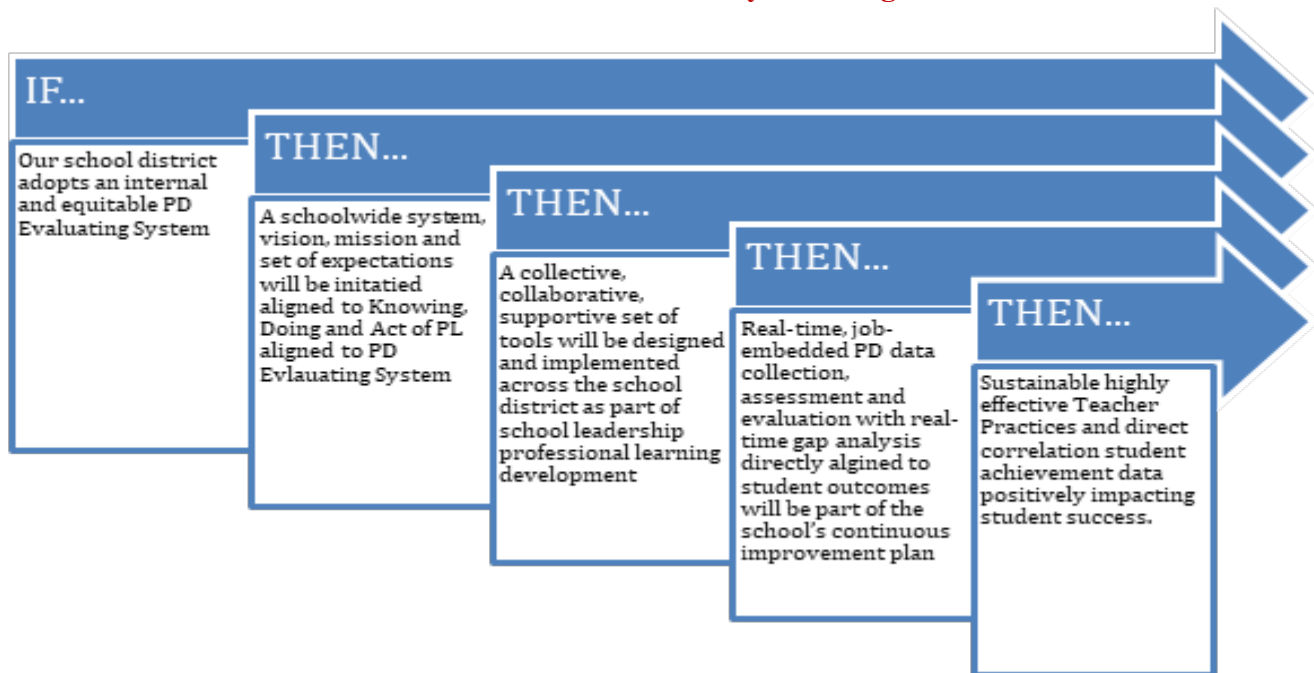 IF...
Our school district
adopts an internal
and equitable PD
Evaluating System
THEN...
A schoolwide system,
vision, mission and
set of expectations
will be initatied
aligned to Knowing,
Doing and Act of PL
aligned to PD
Evlauating System
THEN...
A collective,
collaborative,
supportive set of
tools will be designed
and implemented
across the school
district as part of
school leadership
professional learning
development
THEN...
Real-time, job-
embedded PD data
collection,
assessment and
evaluation with real-
time gap analysis
directly algined to
student outcomes
will be part of the
school's continuous
improvement plan
THEN...
Sustainable highly
effective Teacher
Practices and direct
correlation student
achievement data
positively impacting
student success.